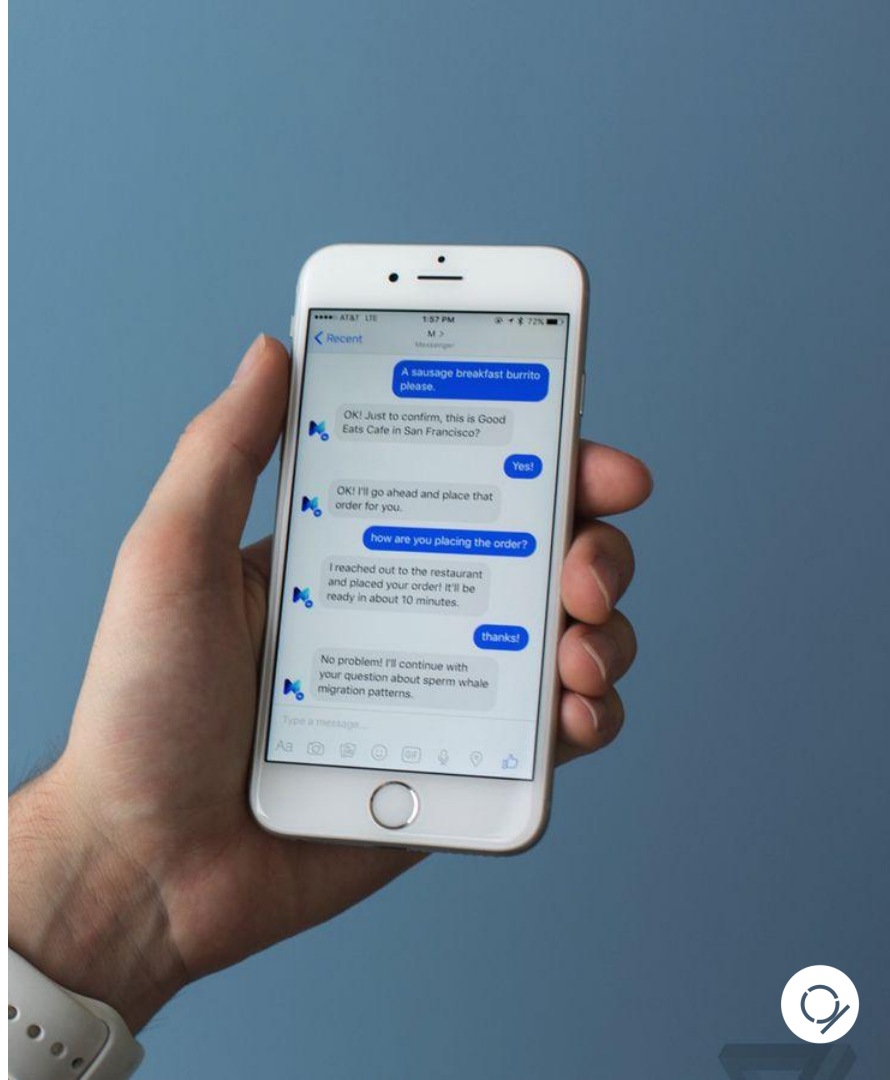 AT&T LTE
1:57 PM
72%
Recent
M >
Messenger
A sausage breakfast burrito
please.
OK! Just to confirm, this is Good
Eats Cafe in San Francisco?
Yes!
OK! I'll go ahead and place that
order for you.
how are you placing the order?
I reached out to the restaurant
and placed your order! It'll be
ready in about 10 minutes.
thanks!
No problem! I'll continue with
your question about sperm whale
migration patterns.
Type a message...
Aa
GIF